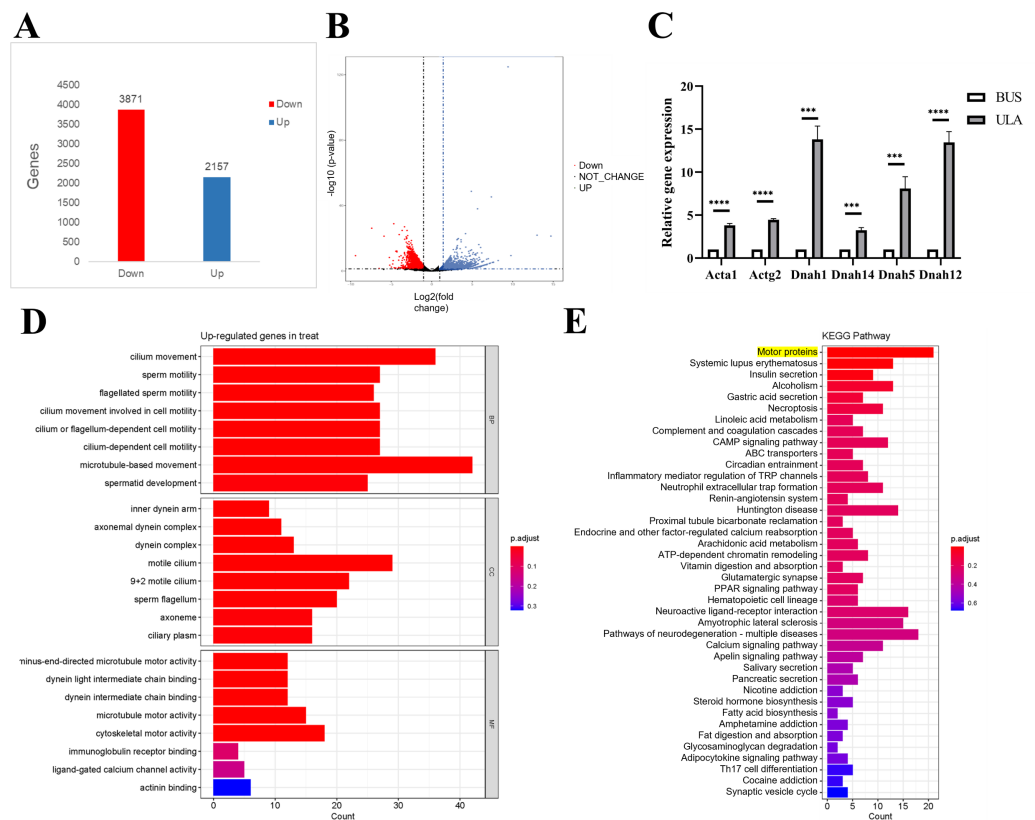 A
Genes
4500
4000
3500
3000
2500
2000
1500
1000
500
0
3871
2157
Down
Up
Down
Up
B
-log10 (p-value)
Log2(fold
change)
Down
NOT_CHANGE
UP
C
Relative gene expression
20
15
10
5
0
****
****
***
***
***
****
Acta1 Actg2 Dnah1 Dnah14 Dnah5 Dnah12
BUS
ULA
D
Up-regulated genes in treat
cilium movement
sperm motility
flagellated sperm motility
cilium movement involved in cell motility
cilium or flagellum-dependent cell motility
cilium-dependent cell motility
microtubule-based movement
spermatid development
BP
inner dynein arm
axonemal dynein complex
dynein complex
motile cilium
9+2 motile cilium
sperm flagellum
axoneme
ciliary plasm
CC
minus-end-directed microtubule motor activity
dynein light intermediate chain binding
dynein intermediate chain binding
microtubule motor activity
cytoskeletal motor activity
immunoglobulin receptor binding
ligand-gated calcium channel activity
actinin binding
MF
0 10 20 30 40
Count
p.adjust
0.1
0.2
0.3
E
KEGG Pathway
Motor proteins
Systemic lupus erythematosus
Insulin secretion
Alcoholism
Gastric acid secretion
Necroptosis
Linoleic acid metabolism
Complement and coagulation cascades
CAMP signaling pathway
ABC transporters
Circadian entrainment
Inflammatory mediator regulation of TRP channels
Neutrophil extracellular trap formation
Renin-angiotensin system
Huntington disease
Proximal tubule bicarbonate reclamation
Endocrine and other factor-regulated calcium reabsorption
Arachidonic acid metabolism
ATP-dependent chromatin remodeling
Vitamin digestion and absorption
Glutamatergic synapse
PPAR signaling pathway
Hematopoietic cell lineage
Neuroactive ligand-receptor interaction
Amyotrophic lateral sclerosis
Pathways of neurodegeneration - multiple diseases
Calcium signaling pathway
Apelin signaling pathway
Salivary secretion
Pancreatic secretion
Nicotine addiction
Steroid hormone biosynthesis
Fatty acid biosynthesis
Amphetamine addiction
Fat digestion and absorption
Glycosaminoglycan degradation
Adipocytokine signaling pathway
Th17 cell differentiation
Cocaine addiction
Synaptic vesicle cycle
0 5 10 15 20
Count
p.adjust
0.2
0.4
0.6